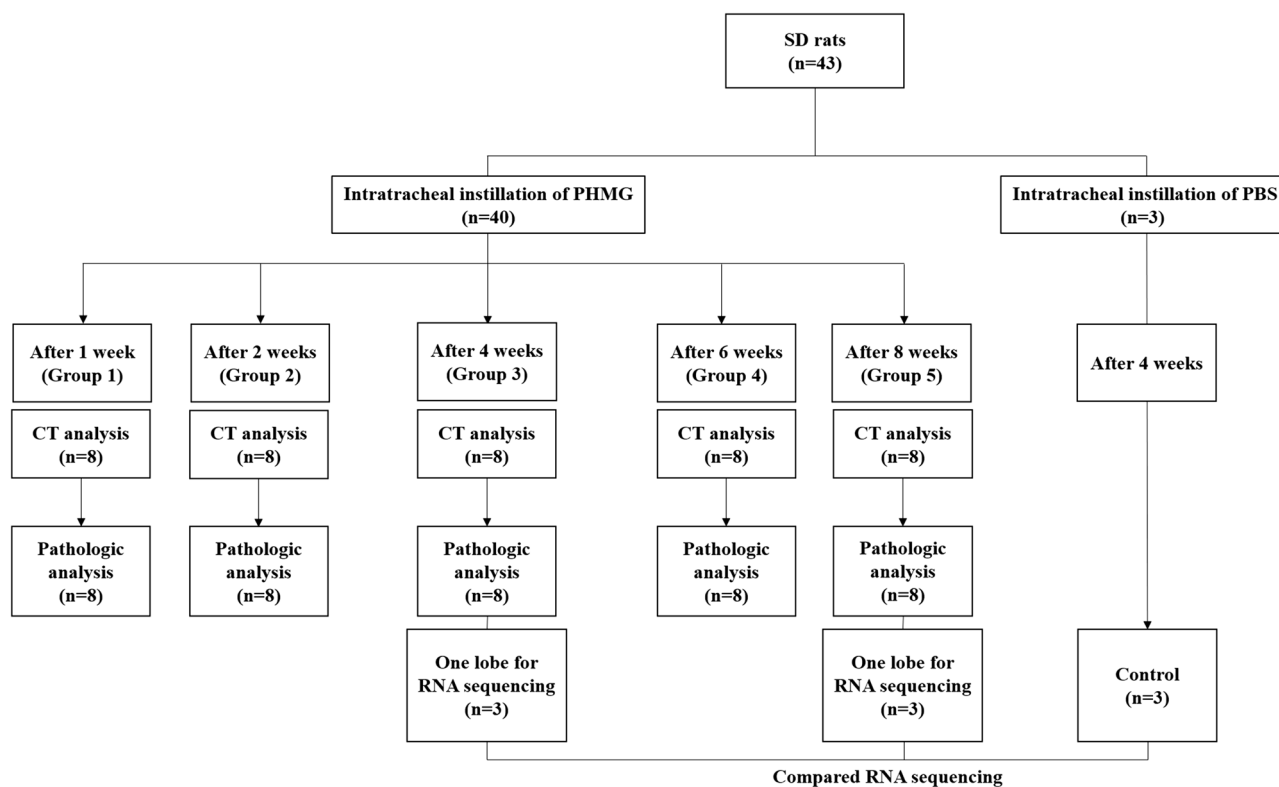 SD rats
(n=43)
Intratracheal instillation of PHMG
(n=40)
Intratracheal instillation of PBS
(n=3)
After 1 week
(Group 1)
After 2 weeks
(Group 2)
After 4 weeks
(Group 3)
After 6 weeks
(Group 4)
After 8 weeks
(Group 5)
After 4 weeks
CT analysis
(n=8)
CT analysis
(n=8)
CT analysis
(n=8)
CT analysis
(n=8)
CT analysis
(n=8)
Pathologic
analysis
(n=8)
Pathologic
analysis
(n=8)
Pathologic
analysis
(n=8)
Pathologic
analysis
(n=8)
Pathologic
analysis
(n=8)
One lobe for
RNA sequencing
(n=3)
One lobe for
RNA sequencing
(n=3)
Control
(n=3)
Compared RNA sequencing